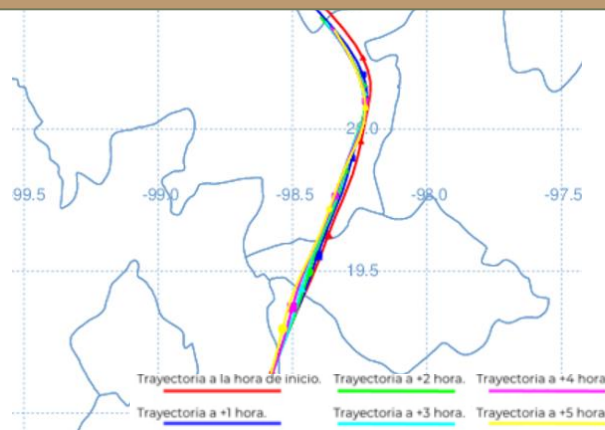 20.0
-99.5 -99.0 -98.5 -98.0 -97.5
19.5
Trayectoria a la hora de inicio. Trayectoria a +2 hora. Trayectoria a +4 hora.
Trayectoria a +1 hora. Trayectoria a +3 hora. Trayectoria a +5 hora.